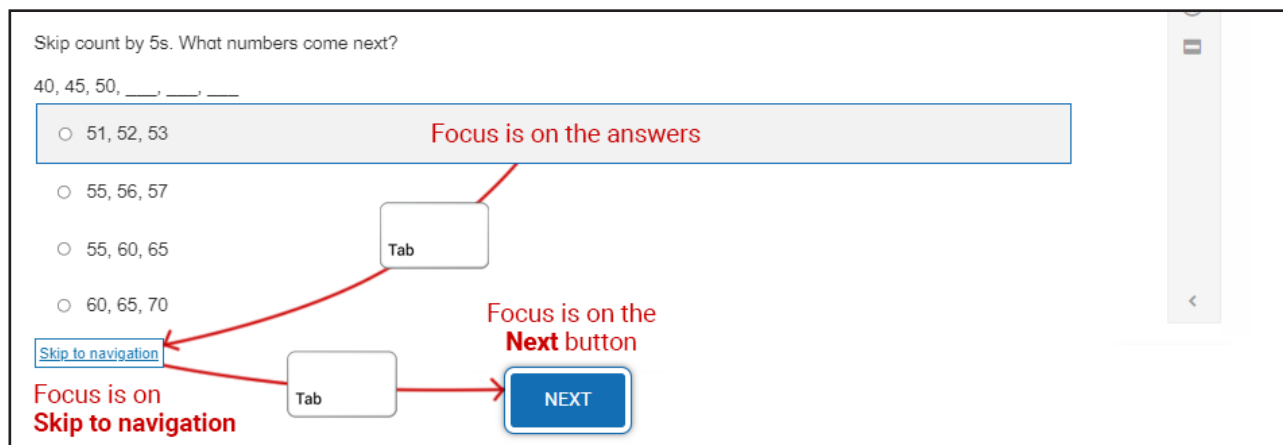 Skip count by 5s. What numbers come next?
40, 45, 50, ___, ___, ___
51, 52, 53
Focus is on the answers
55, 56, 57
55, 60, 65
Tab
60, 65, 70
Focus is on the
Next button
Skip to navigation
Tab
NEXT
Focus is on
Skip to navigation